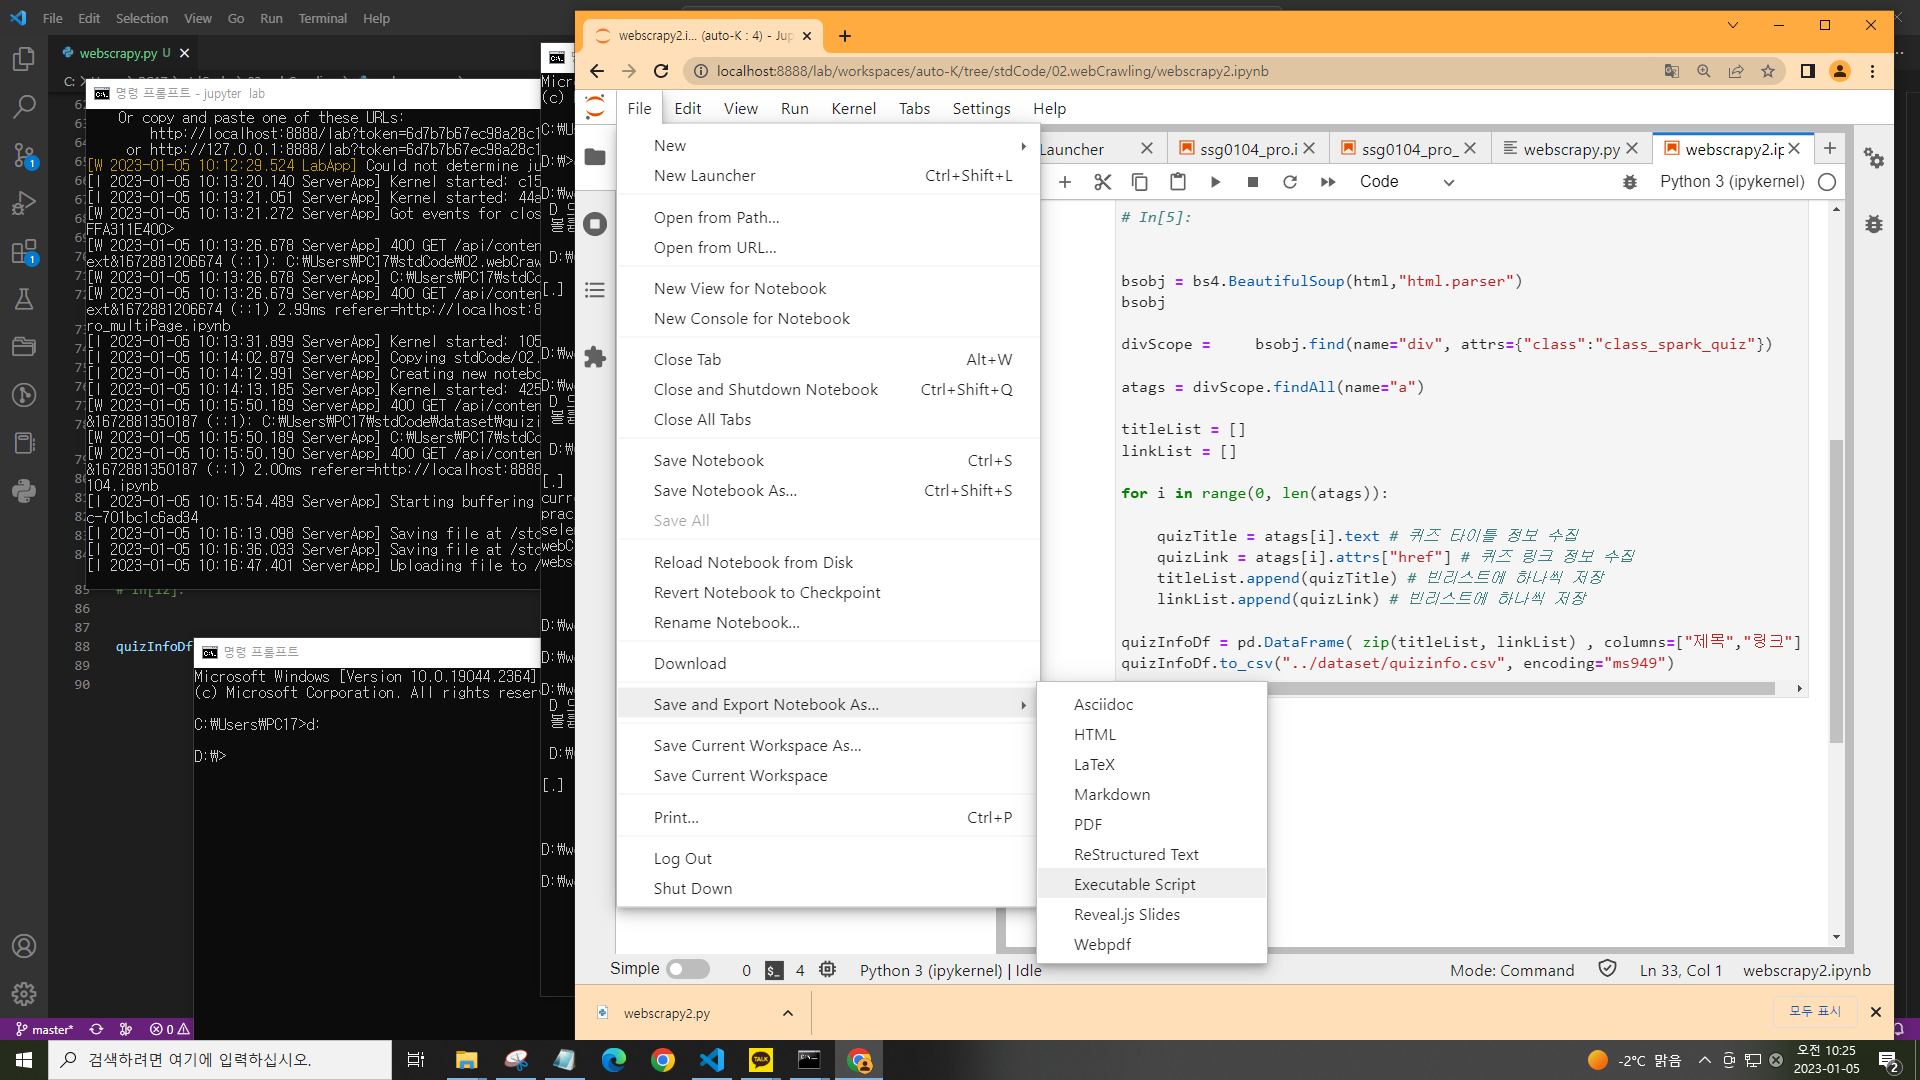 File Edit Selection View Go Run Terminal Help
webscrapy.py U
명령 프롬프트 - jupyter lab
Or copy and paste one of these URLs:
http://localhost:8888/lab?token=6d7b7b67ec98a28c1
or http://127.0.0.1:8888/lab?token=6d7b7b67ec98a28c1
[W 2023-01-05 10:12:29.524 LabApp] Could not determine ju
[I 2023-01-05 10:13:20.140 ServerApp] Kernel started: c15
[I 2023-01-05 10:13:21.051 ServerApp] Kernel started: 44a
[W 2023-01-05 10:13:21.272 ServerApp] Got events for clos
FFA311E400>
[W 2023-01-05 10:13:26.678 ServerApp] 400 GET /api/conten
ext&1672881206674 (::1): C:₩Users₩PC17₩stdCode₩02.webCraw
[W 2023-01-05 10:13:26.678 ServerApp] C:₩Users₩PC17₩stdCo
[W 2023-01-05 10:13:26.679 ServerApp] 400 GET /api/conten
ext&1672881206674 (::1) 2.99ms referer=http://localhost:8
ro_multiPage.ipynb
[I 2023-01-05 10:13:31.899 ServerApp] Kernel started: 105
[I 2023-01-05 10:14:02.879 ServerApp] Copying stdCode/02.
[I 2023-01-05 10:14:12.991 ServerApp] Creating new notebo
[I 2023-01-05 10:14:13.185 ServerApp] Kernel started: 425
[W 2023-01-05 10:15:50.189 ServerApp] 400 GET /api/conten
&1672881350187 (::1): C:₩Users₩PC17₩stdCode₩dataset₩quizi
[W 2023-01-05 10:15:50.189 ServerApp] C:₩Users₩PC17₩stdCo
[W 2023-01-05 10:15:50.190 ServerApp] 400 GET /api/conten
&1672881350187 (::1) 2.00ms referer=http://localhost:8888
104.ipynb
[I 2023-01-05 10:15:54.489 ServerApp] Starting buffering
c-701bc1c6ad34
[I 2023-01-05 10:16:13.098 ServerApp] Saving file at /std
[I 2023-01-05 10:16:36.033 ServerApp] Saving file at /std
[I 2023-01-05 10:16:47.401 ServerApp] Uploading file to /
85 # In[12]:
86
87
88 quizInfoDf
89
90
명령 프롬프트
Microsoft Windows [Version 10.0.19044.2364]
(c) Microsoft Corporation. All rights reser
C:₩Users₩PC17>d:
D:₩>
webscrapy2.i... (auto-K : 4) - Jup
localhost:8888/lab/workspaces/auto-K/tree/stdCode/02.webCrawling/webscrapy2.ipynb
File Edit View Run Kernel Tabs Settings Help
New
New Launcher Ctrl+Shift+L
Open from Path...
Open from URL...
New View for Notebook
New Console for Notebook
Close Tab Alt+W
Close and Shutdown Notebook Ctrl+Shift+Q
Close All Tabs
Save Notebook Ctrl+S
Save Notebook As... Ctrl+Shift+S
Save All
Reload Notebook from Disk
Revert Notebook to Checkpoint
Rename Notebook...
Download
Save and Export Notebook As...
Save Current Workspace As...
Save Current Workspace
Print... Ctrl+P
Log Out
Shut Down
Asciidoc
HTML
LaTeX
Markdown
PDF
ReStructured Text
Executable Script
Reveal.js Slides
Webpdf
Launcher ssg0104_pro.i ssg0104_pro_ webscrapy.py webscrapy2.ip
Code Python 3 (ipykernel)
# In[5]:
bsobj = bs4.BeautifulSoup(html,"html.parser")
bsobj
divScope =     bsobj.find(name="div", attrs={"class":"class_spark_quiz"})
atags = divScope.findAll(name="a")
titleList = []
linkList = []
for i in range(0, len(atags)):
quizTitle = atags[i].text # 퀴즈 타이틀 정보 수집
quizLink = atags[i].attrs["href"] # 퀴즈 링크 정보 수집
titleList.append(quizTitle) # 빈리스트에 하나씩 저장
linkList.append(quizLink) # 빈리스트에 하나씩 저장
quizInfoDf = pd.DataFrame( zip(titleList, linkList) , columns=["제목","링크"]
quizInfoDf.to_csv("../dataset/quizinfo.csv", encoding="ms949")
Simple 0 4 Python 3 (ipykernel) | Idle Mode: Command Ln 33, Col 1 webscrapy2.ipynb
webscrapy2.py 모두 표시
master* 0
검색하려면 여기에 입력하십시오.
-2°C 맑음 오전 10:25
2023-01-05
2